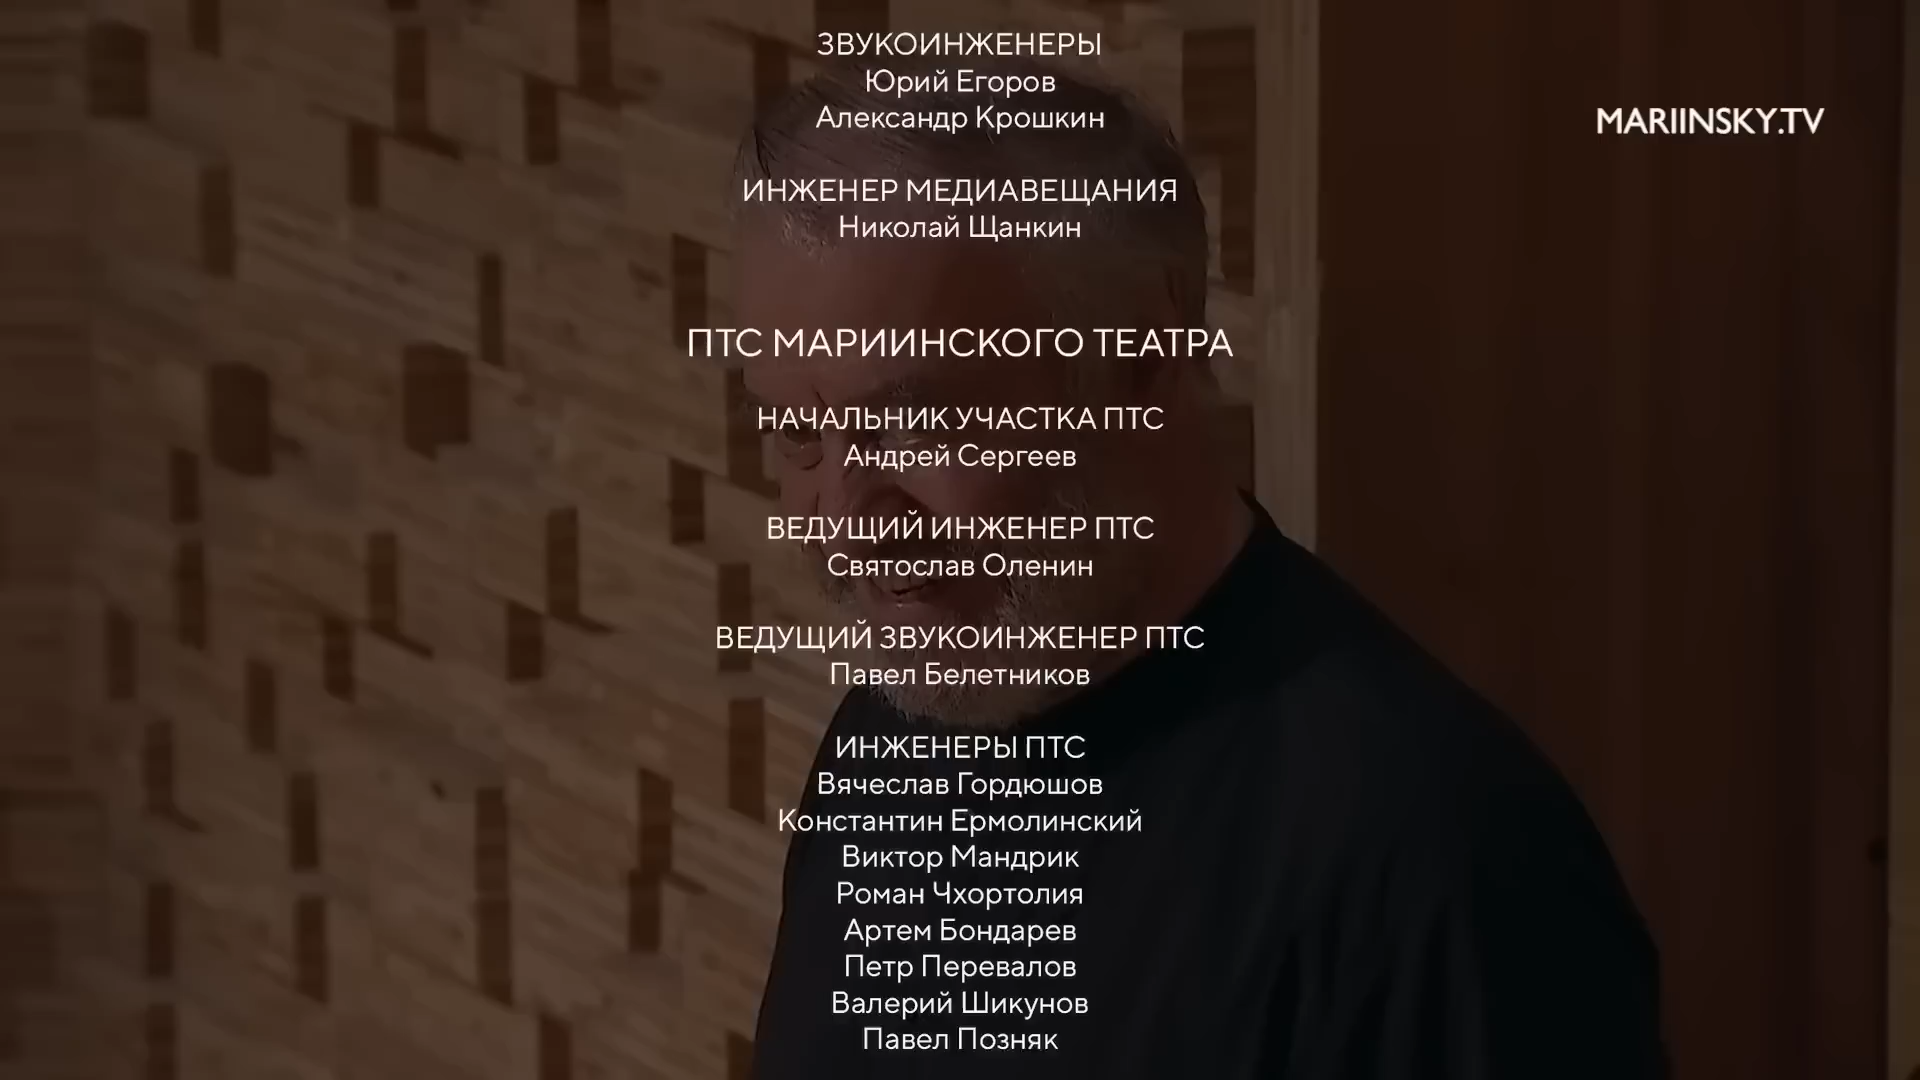 ЗВУКОИНЖЕНЕРЫ
Юрий Егоров
Александр Крошкин
MARIINSKY.TV
ИНЖЕНЕР МЕДИАВЕЩАНИЯ
Николай Щанкин
ПТС МАРИИНСКОГО ТЕАТРА
НАЧАЛЬНИК УЧАСТКА ПТС
Андрей Сергеев
ВЕДУЩИЙ ИНЖЕНЕР ПТС
Святослав Оленин
ВЕДУЩИЙ ЗВУКОИНЖЕНЕР ПТС
Павел Белетников
ИНЖЕНЕРЫ ПТС
Вячеслав Гордюшов
Константин Ермолинский
Виктор Мандрик
Роман Чхортолия
Артем Бондарев
Петр Перевалов
Валерий Шикунов
Павел Позняк